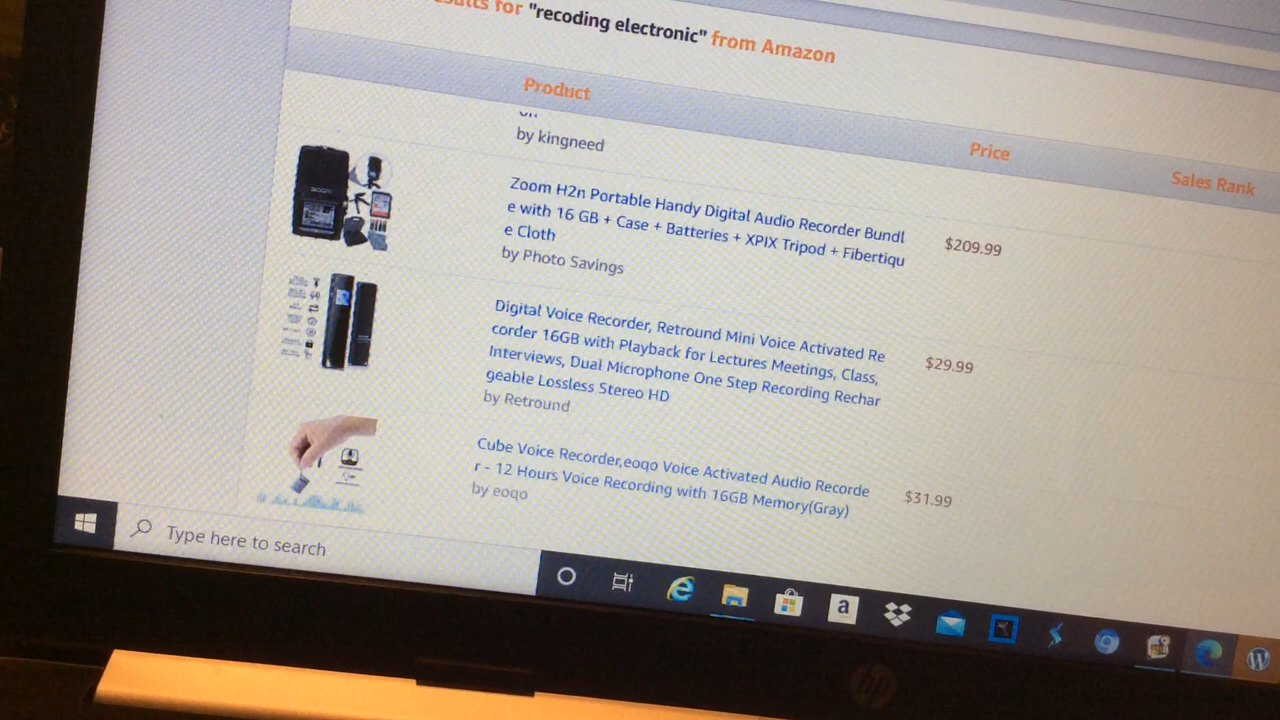 for "recoding electronic" from Amazon
Product
Price
Sales Rank
by kingneed
Zoom H2n Portable Handy Digital Audio Recorder Bundl
e with 16 GB + Case + Batteries + XPIX Tripod + Fibertiqu
e Cloth
by Photo Savings
$209.99
Digital Voice Recorder, Retround Mini Voice Activated Re
corder 16GB with Playback for Lectures Meetings, Class,
Interviews, Dual Microphone One Step Recording Rechar
geable Lossless Stereo HD
by Retround
$29.99
Cube Voice Recorder,eoqo Voice Activated Audio Recorde
r - 12 Hours Voice Recording with 16GB Memory(Gray)
by eoqo
$31.99
Type here to search
a
hp